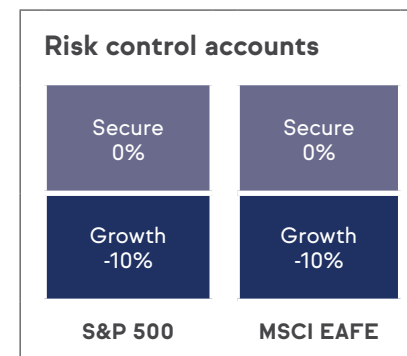 Risk control accounts
Secure
0%
Secure
0%
Growth
-10%
Growth
-10%
S&P 500
MSCI EAFE